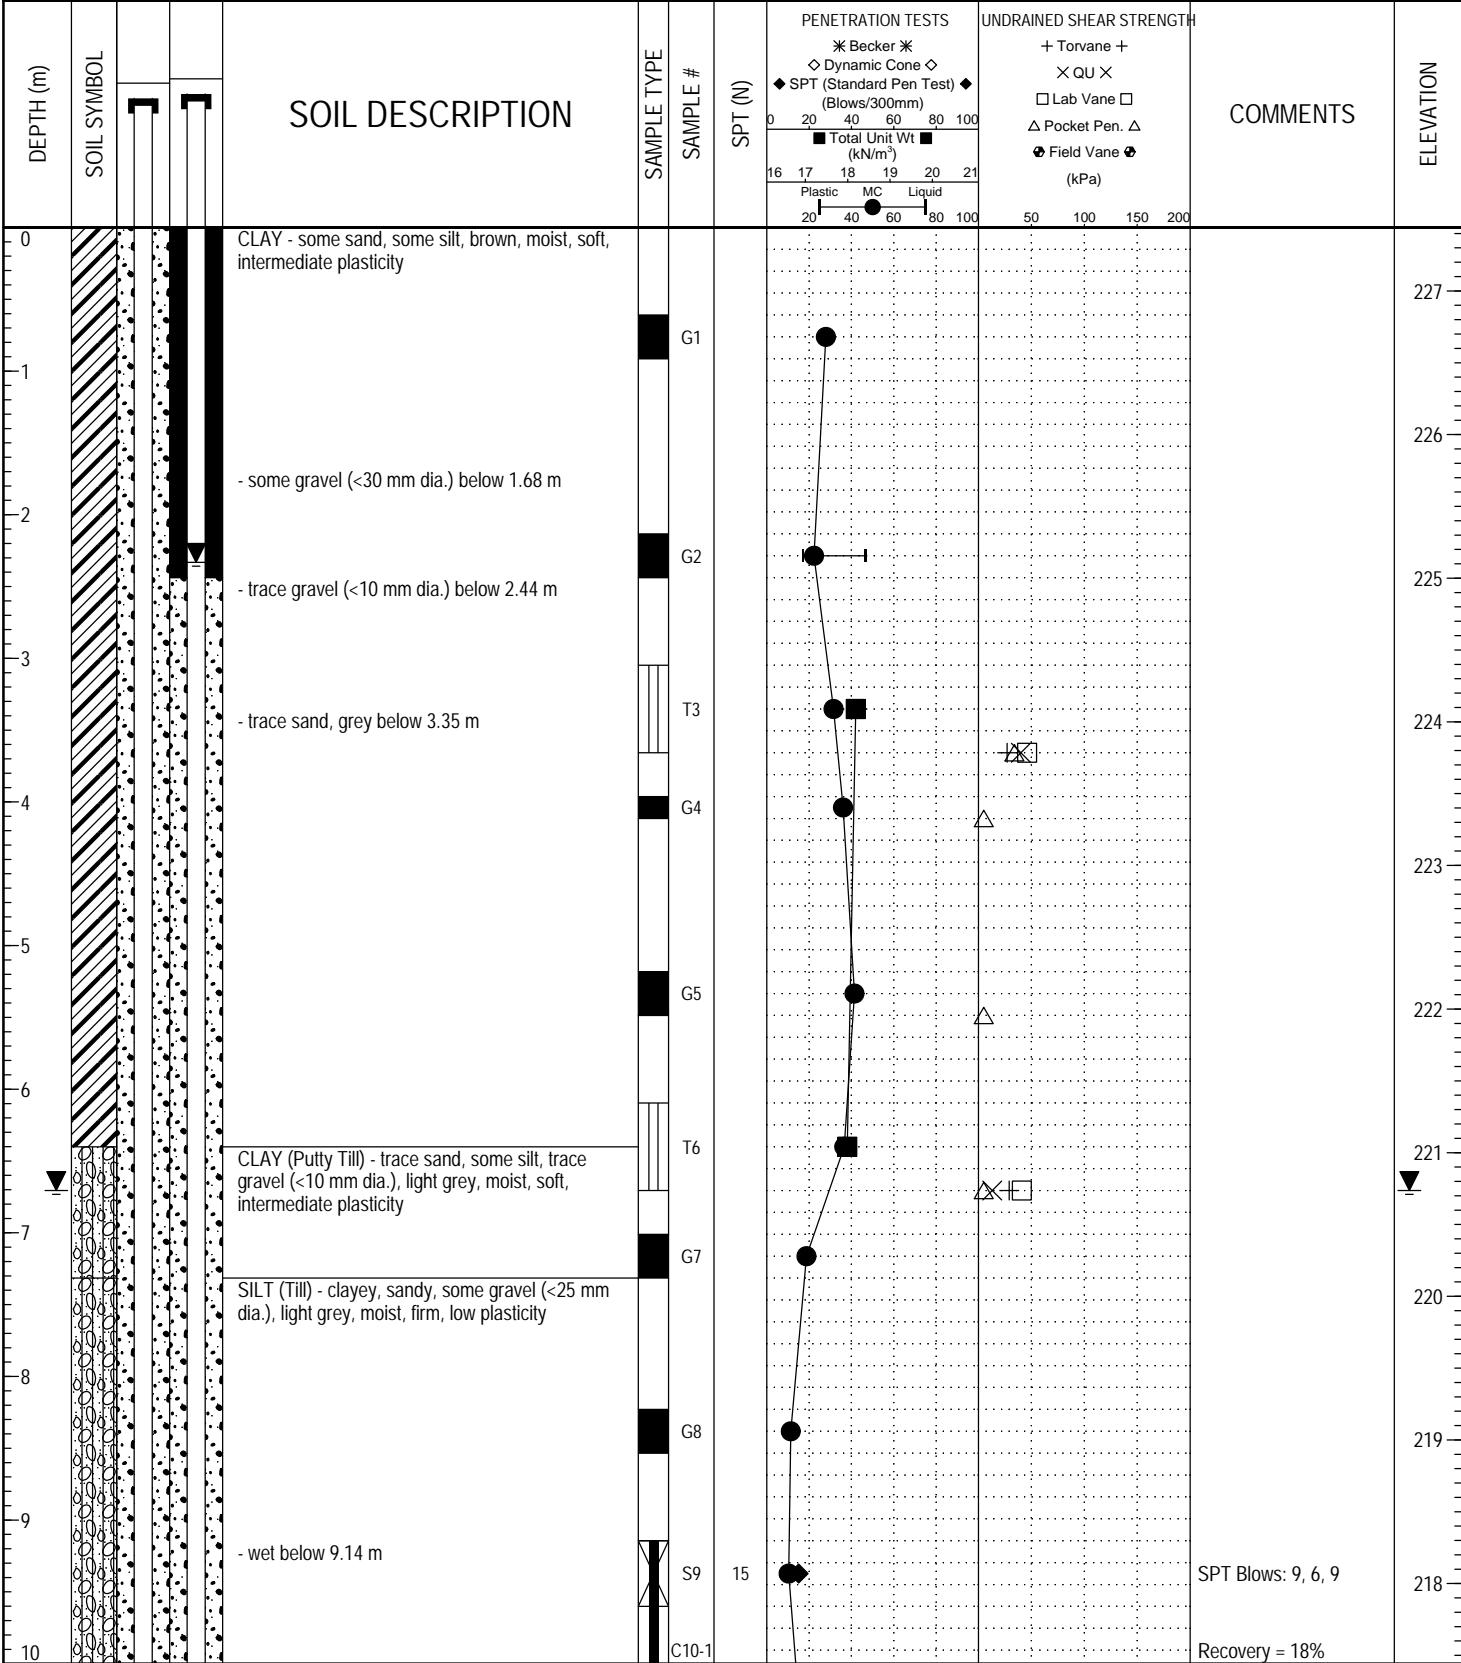 DEPTH (m)
SOIL SYMBOL
SOIL DESCRIPTION
SAMPLE TYPE
SAMPLE #
SPT (N)
PENETRATION TESTS
✳ Becker ✳
◇ Dynamic Cone ◇
◆ SPT (Standard Pen Test) ◆
(Blows/300mm)
0 20 40 60 80 100
■ Total Unit Wt ■
(kN/m³)
16 17 18 19 20 21
Plastic MC Liquid
20 40 60 80 100
UNDRAINED SHEAR STRENGTH
+ Torvane +
× QU ×
□ Lab Vane □
△ Pocket Pen. △
Field Vane
(kPa)
50 100 150 200
COMMENTS
ELEVATION
0
CLAY - some sand, some silt, brown, moist, soft,
intermediate plasticity
227
G1
1
226
- some gravel (<30 mm dia.) below 1.68 m
2
G2
225
- trace gravel (<10 mm dia.) below 2.44 m
3
T3
- trace sand, grey below 3.35 m
224
4
G4
223
5
G5
222
6
T6
221
CLAY (Putty Till) - trace sand, some silt, trace
gravel (<10 mm dia.), light grey, moist, soft,
intermediate plasticity
7
G7
SILT (Till) - clayey, sandy, some gravel (<25 mm
dia.), light grey, moist, firm, low plasticity
220
8
G8
219
9
- wet below 9.14 m
S9
15
SPT Blows: 9, 6, 9
218
10
C10-1
Recovery = 18%